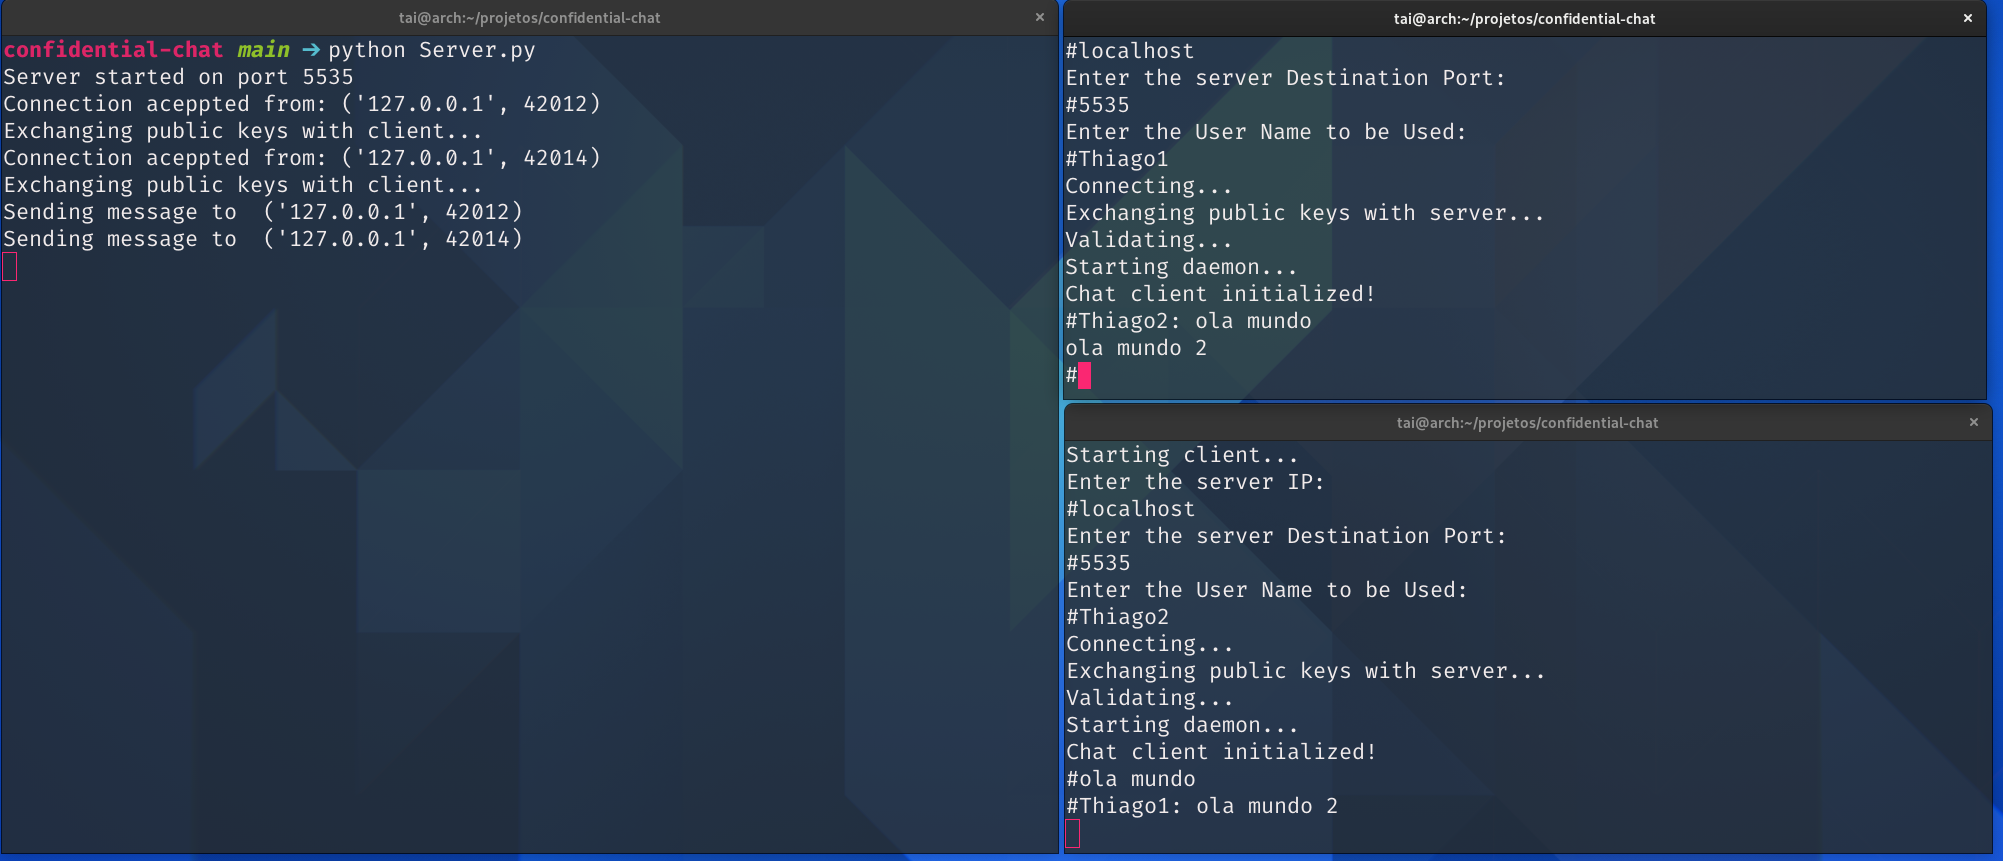 tai@arch:~/projetos/confidential-chat ×
confidential-chat main ➔ python Server.py
Server started on port 5535
Connection aceppted from: ('127.0.0.1', 42012)
Exchanging public keys with client...
Connection aceppted from: ('127.0.0.1', 42014)
Exchanging public keys with client...
Sending message to  ('127.0.0.1', 42012)
Sending message to  ('127.0.0.1', 42014)
tai@arch:~/projetos/confidential-chat ×
#localhost
Enter the server Destination Port:
#5535
Enter the User Name to be Used:
#Thiago1
Connecting...
Exchanging public keys with server...
Validating...
Starting daemon...
Chat client initialized!
#Thiago2: ola mundo
ola mundo 2
#
tai@arch:~/projetos/confidential-chat ×
Starting client...
Enter the server IP:
#localhost
Enter the server Destination Port:
#5535
Enter the User Name to be Used:
#Thiago2
Connecting...
Exchanging public keys with server...
Validating...
Starting daemon...
Chat client initialized!
#ola mundo
#Thiago1: ola mundo 2